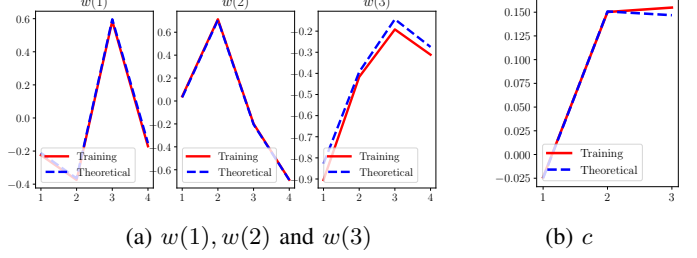 w(1)
w(2)
w(3)
0.6
0.4
0.2
0.0
−0.2
−0.4
1 2 3 4
Training
Theoretical
0.6
0.4
0.2
0.0
0.6
1 2 3 4
Training
Theoretical
0.2
0.3
0.4
0.5
0.6
0.7
0.8
−0.9
1 2 3 4
Training
Theoretical
0.150
0.125
0.100
0.075
0.050
0.025
0.000
−0.025
1 2 3
Training
Theoretical
(a) w(1), w(2) and w(3)
(b) c